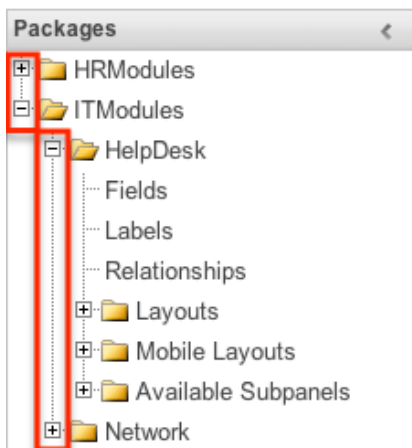 Packages
HRModules
ITModules
HelpDesk
Fields
Labels
Relationships
Layouts
Mobile Layouts
Available Subpanels
Network